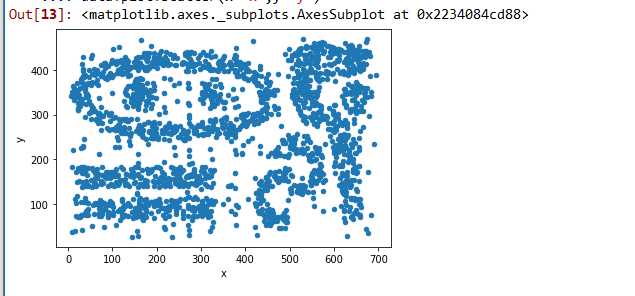 Out[13]: <matplotlib.axes._subplots.AxesSubplot at 0x2234084cd88>
400
300
200
100
y
0 100 200 300 400 500 600 700
x